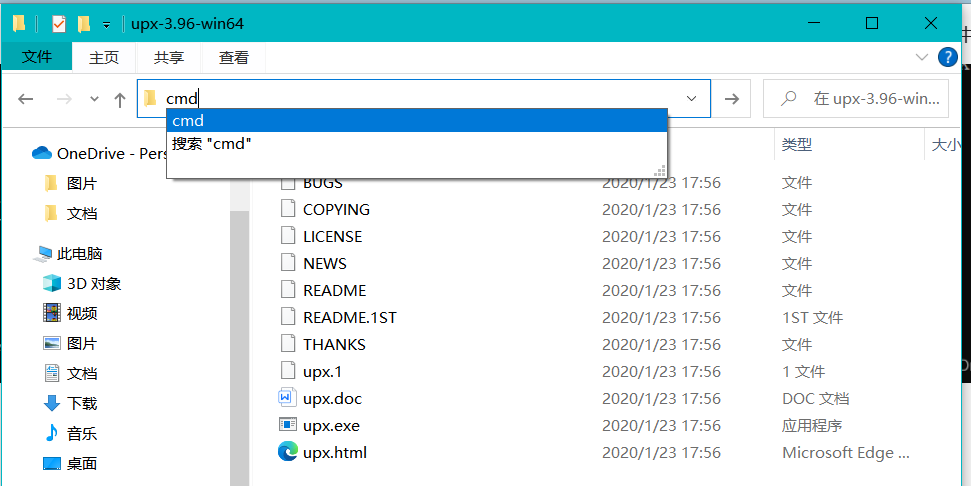 upx-3.96-win64
文件 主页 共享 查看
cmd
在 upx-3.96-win...
cmd
搜索 "cmd"
类型
大小
OneDrive - Pers
图片
文档
此电脑
3D 对象
视频
图片
文档
下载
音乐
桌面
BUGS 2020/1/23 17:56 文件
COPYING 2020/1/23 17:56 文件
LICENSE 2020/1/23 17:56 文件
NEWS 2020/1/23 17:56 文件
README 2020/1/23 17:56 文件
README.1ST 2020/1/23 17:56 1ST 文件
THANKS 2020/1/23 17:56 文件
upx.1 2020/1/23 17:56 1 文件
upx.doc 2020/1/23 17:56 DOC 文档
upx.exe 2020/1/23 17:56 应用程序
upx.html 2020/1/23 17:56 Microsoft Edge ...